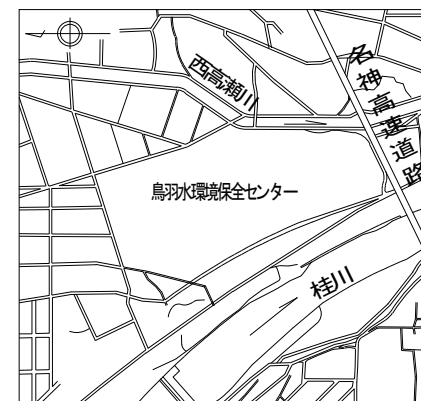 西高瀬川
名神高速道路
鳥羽水環境保全センター
桂川